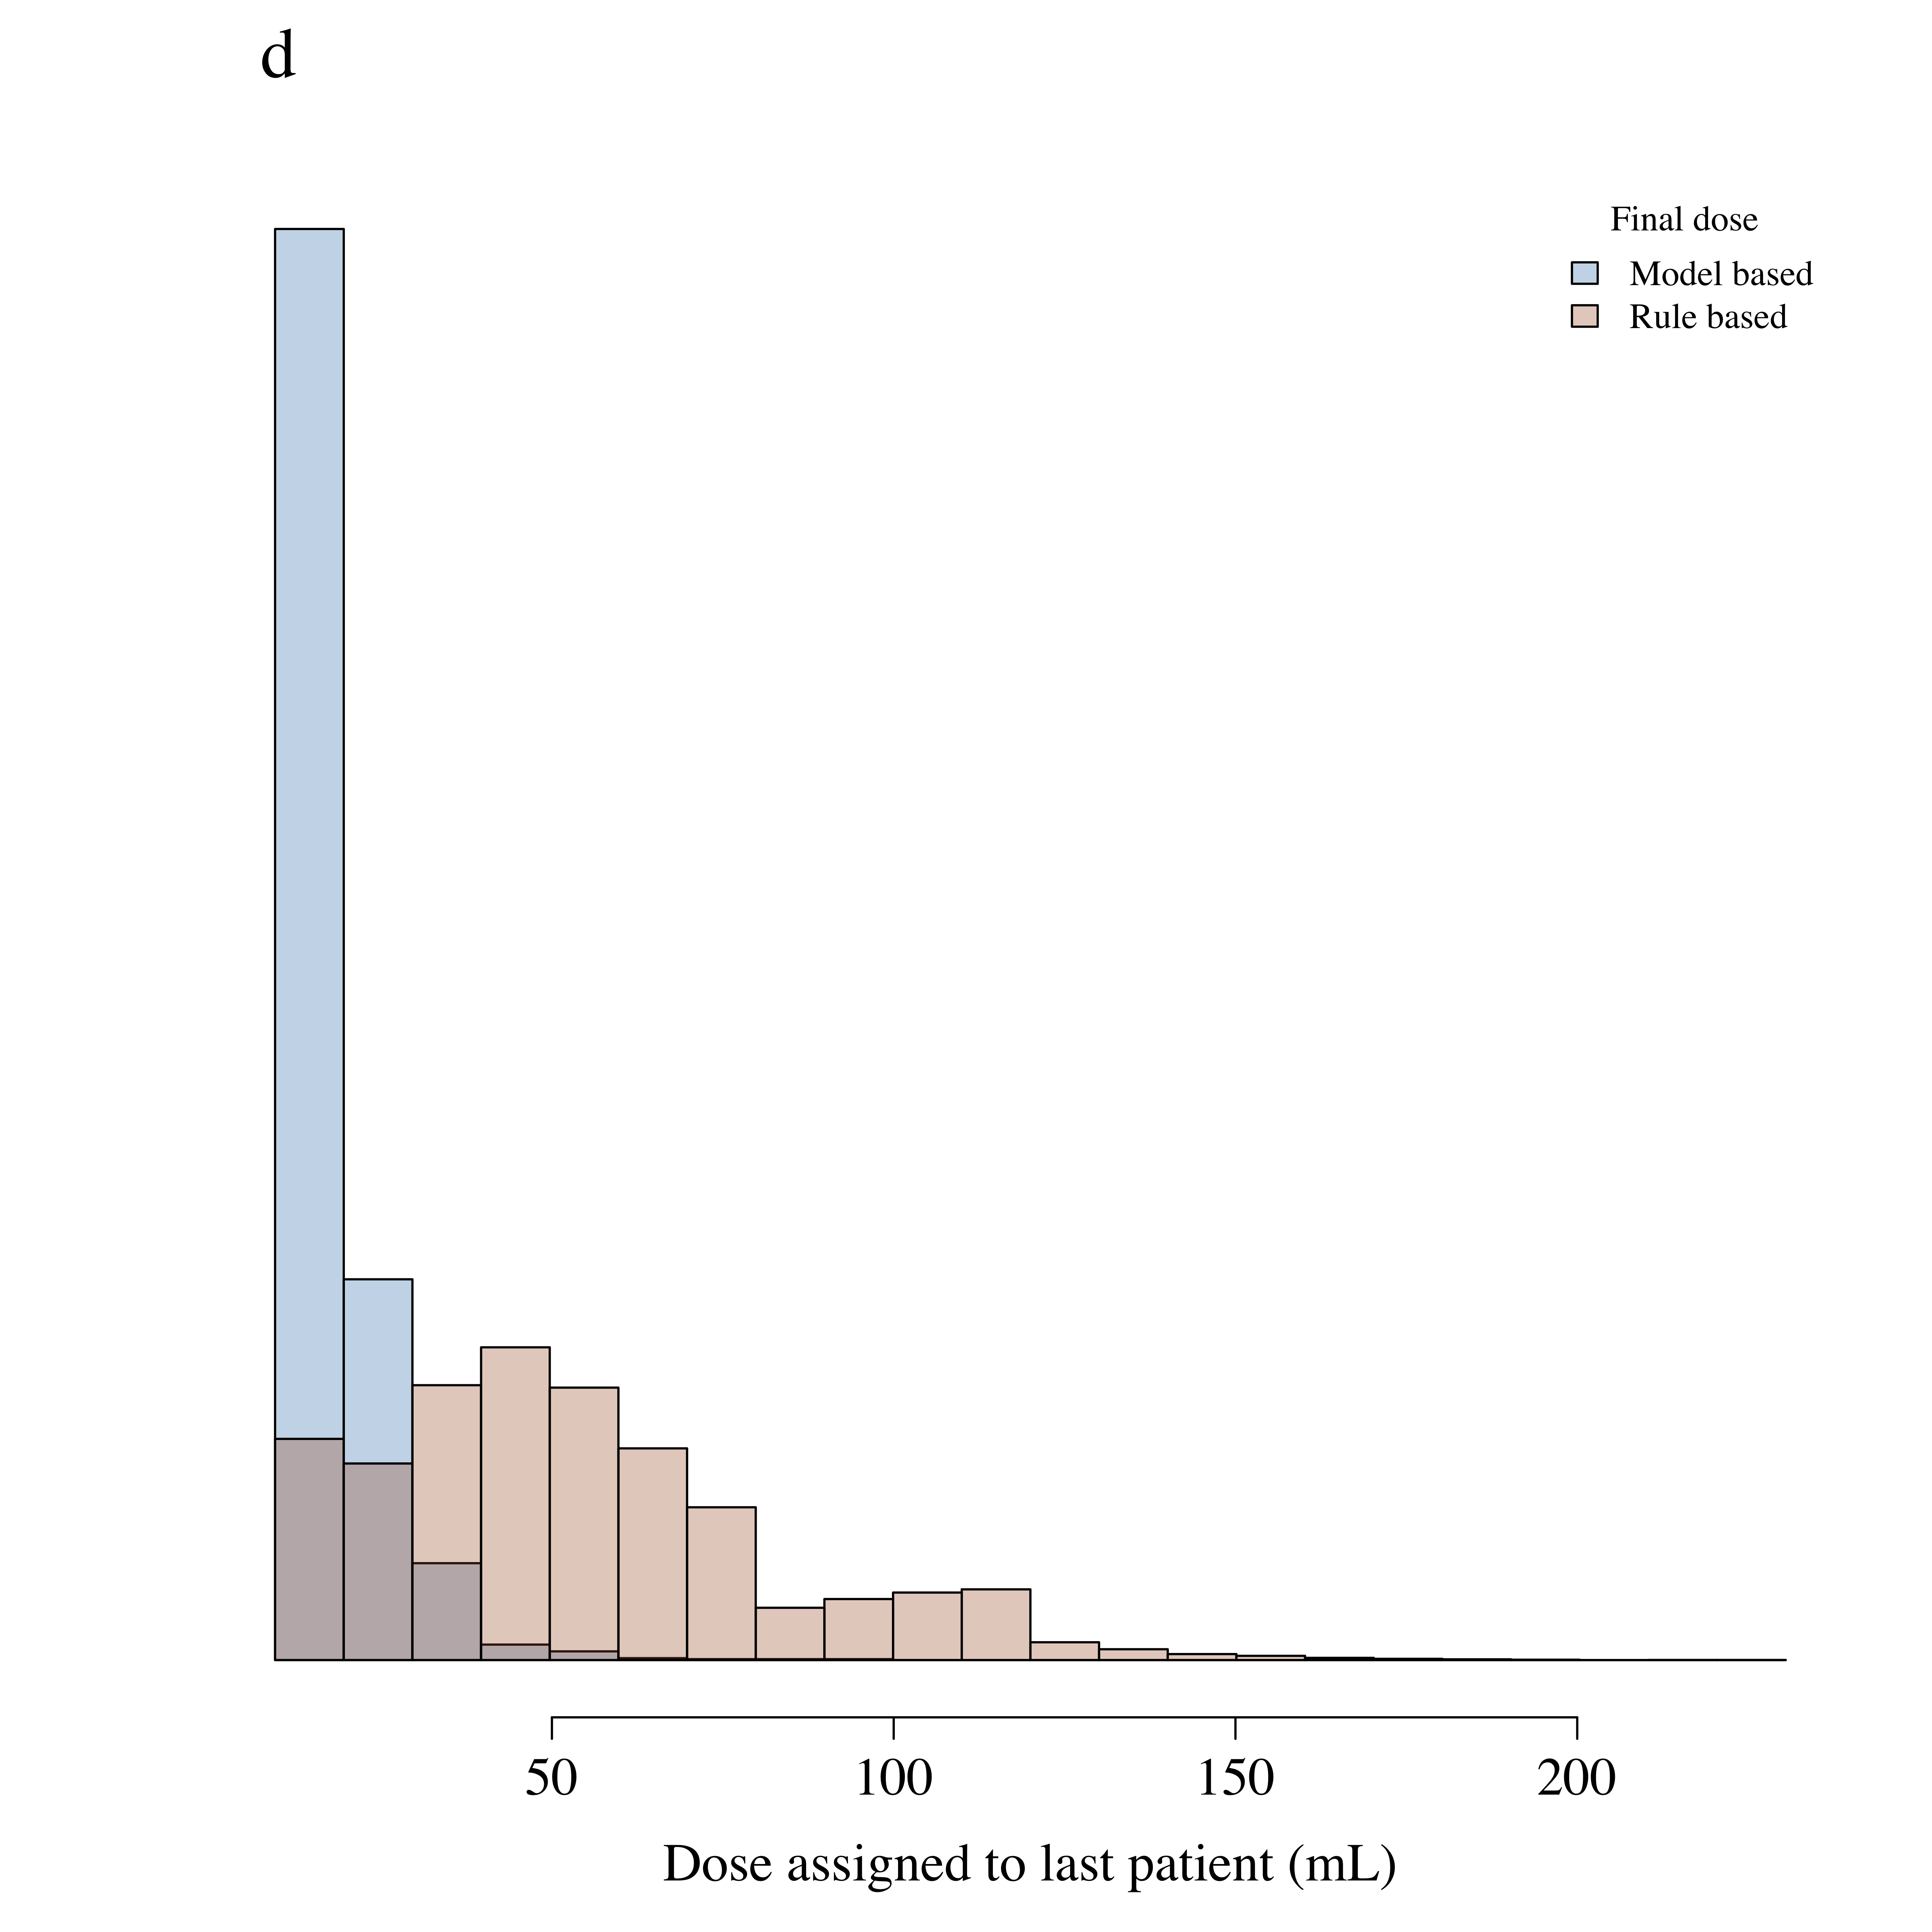 d
Final dose
Model based
Rule based
50 100 150 200
Dose assigned to last patient (mL)